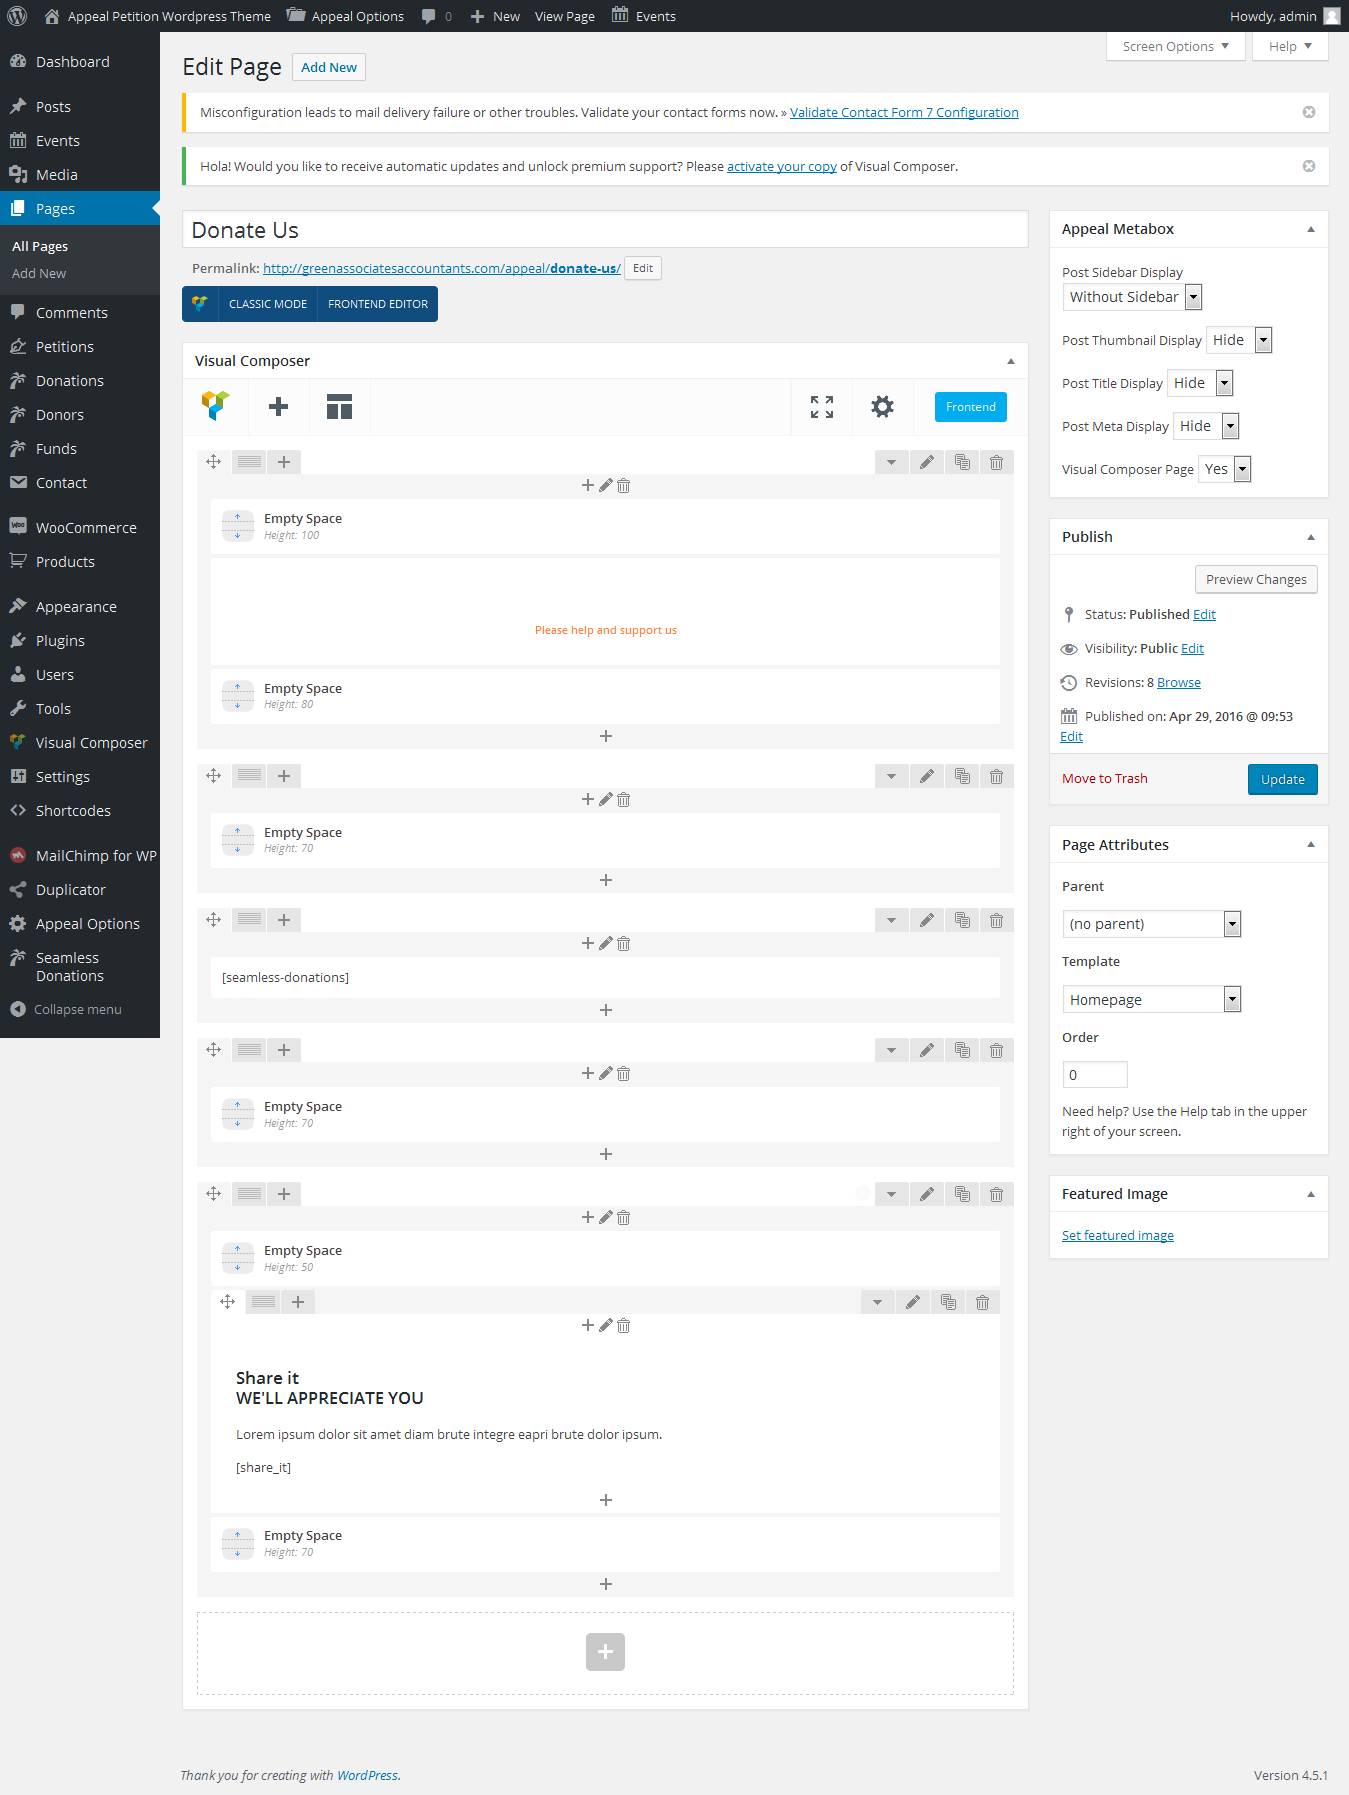 Appeal Petition Wordpress Theme Appeal Options 0 New View Page Events Howdy, admin
Screen Options Help
Dashboard
Posts
Events
Media
Pages
All Pages
Add New
Comments
Petitions
Donations
Donors
Funds
Contact
WooCommerce
Products
Appearance
Plugins
Users
Tools
Visual Composer
Settings
Shortcodes
MailChimp for WP
Duplicator
Appeal Options
Seamless
Donations
Collapse menu
Edit Page Add New
Misconfiguration leads to mail delivery failure or other troubles. Validate your contact forms now. » Validate Contact Form 7 Configuration
Hola! Would you like to receive automatic updates and unlock premium support? Please activate your copy of Visual Composer.
Donate Us
Permalink: http://greenassociatesaccountants.com/appeal/donate-us/ Edit
CLASSIC MODE FRONTEND EDITOR
Visual Composer
Frontend
Empty Space
Height: 100
Please help and support us
Empty Space
Height: 80
Empty Space
Height: 70
[seamless-donations]
Empty Space
Height: 70
Empty Space
Height: 50
Share it
WE'LL APPRECIATE YOU
Lorem ipsum dolor sit amet diam brute integre eapri brute dolor ipsum.
[share_it]
Empty Space
Height: 70
Appeal Metabox
Post Sidebar Display
Without Sidebar
Post Thumbnail Display Hide
Post Title Display Hide
Post Meta Display Hide
Visual Composer Page Yes
Publish
Preview Changes
Status: Published Edit
Visibility: Public Edit
Revisions: 8 Browse
Published on: Apr 29, 2016 @ 09:53
Edit
Move to Trash Update
Page Attributes
Parent
(no parent)
Template
Homepage
Order
0
Need help? Use the Help tab in the upper
right of your screen.
Featured Image
Set featured image
Thank you for creating with WordPress. Version 4.5.1